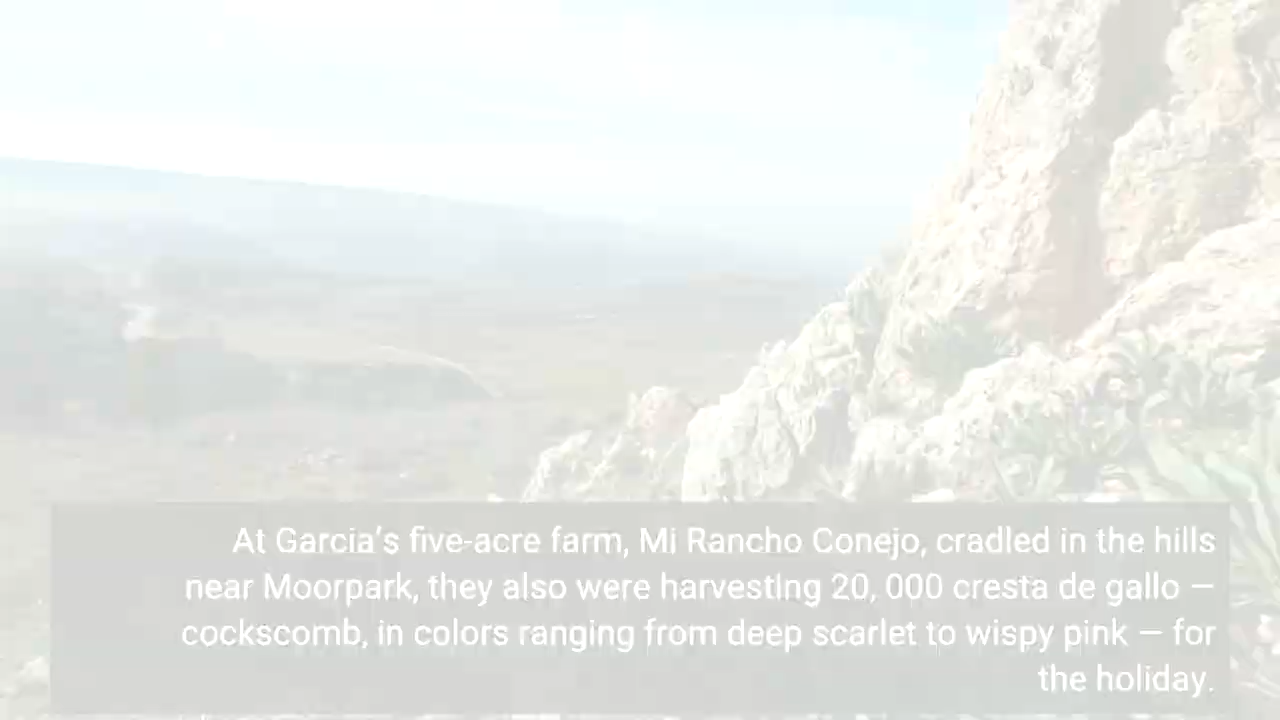 At Garcia's five-acre farm, Mi Rancho Conejo, cradled in the hills
near Moorpark, they also were harvesting 20, 000 cresta de gallo —
cockscomb, in colors ranging from deep scarlet to wispy pink — for
the holiday.